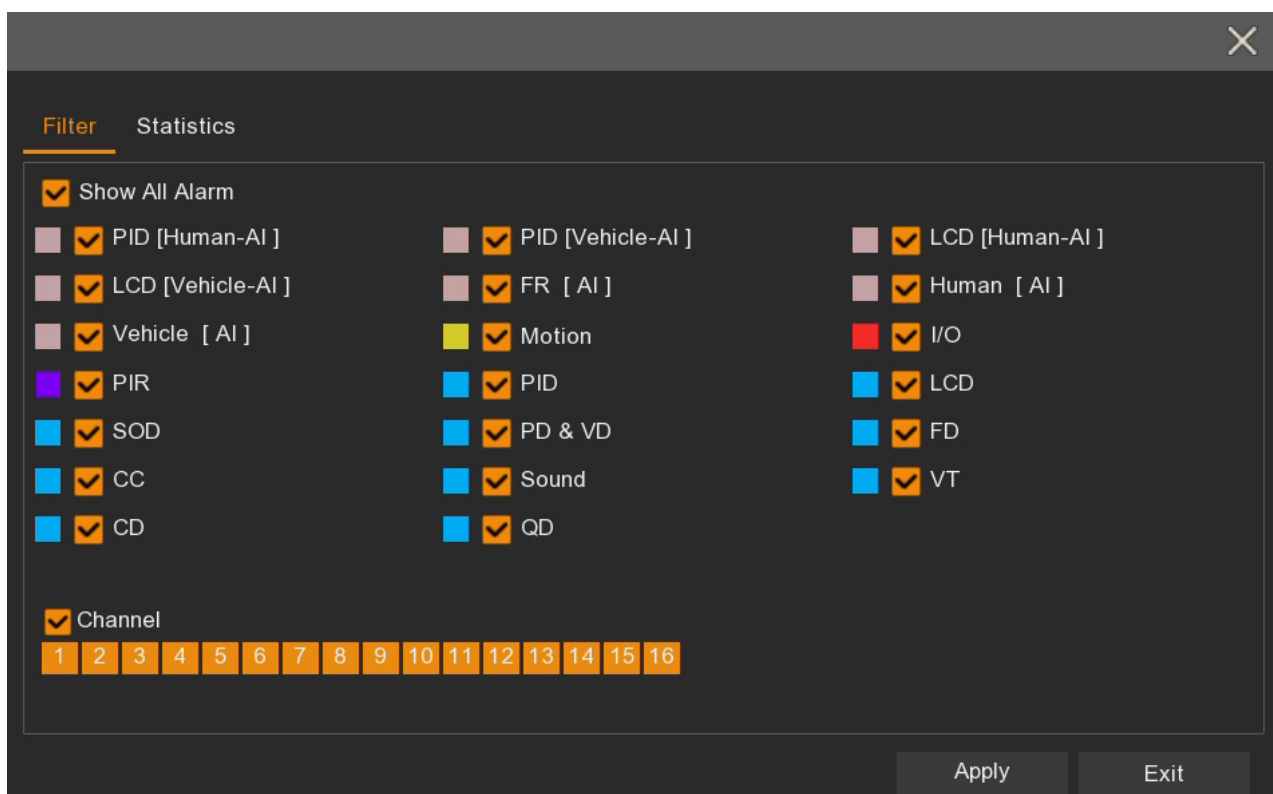 Filter Statistics
Show All Alarm
PID [Human-AI ] PID [Vehicle-AI ] LCD [Human-AI ]
LCD [Vehicle-AI ] FR [ AI ] Human [ AI ]
Vehicle [ AI ] Motion I/O
PIR PID LCD
SOD PD & VD FD
CC Sound VT
CD QD
Channel
1 2 3 4 5 6 7 8 9 10 11 12 13 14 15 16
Apply Exit